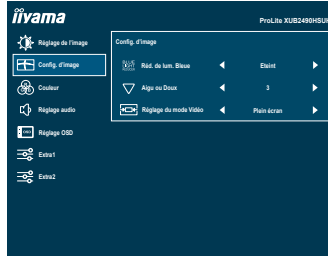 iiyama
ProLite XUB2490HSUH
Réglage de l'image
Config. d'image
Couleur
Réglage audio
Réglage OSD
Extra1
Extra2
Config. d'image
Réd. de lum. Bleue
Eteint
Aigu ou Doux
3
Réglage du mode Vidéo
Plein écran